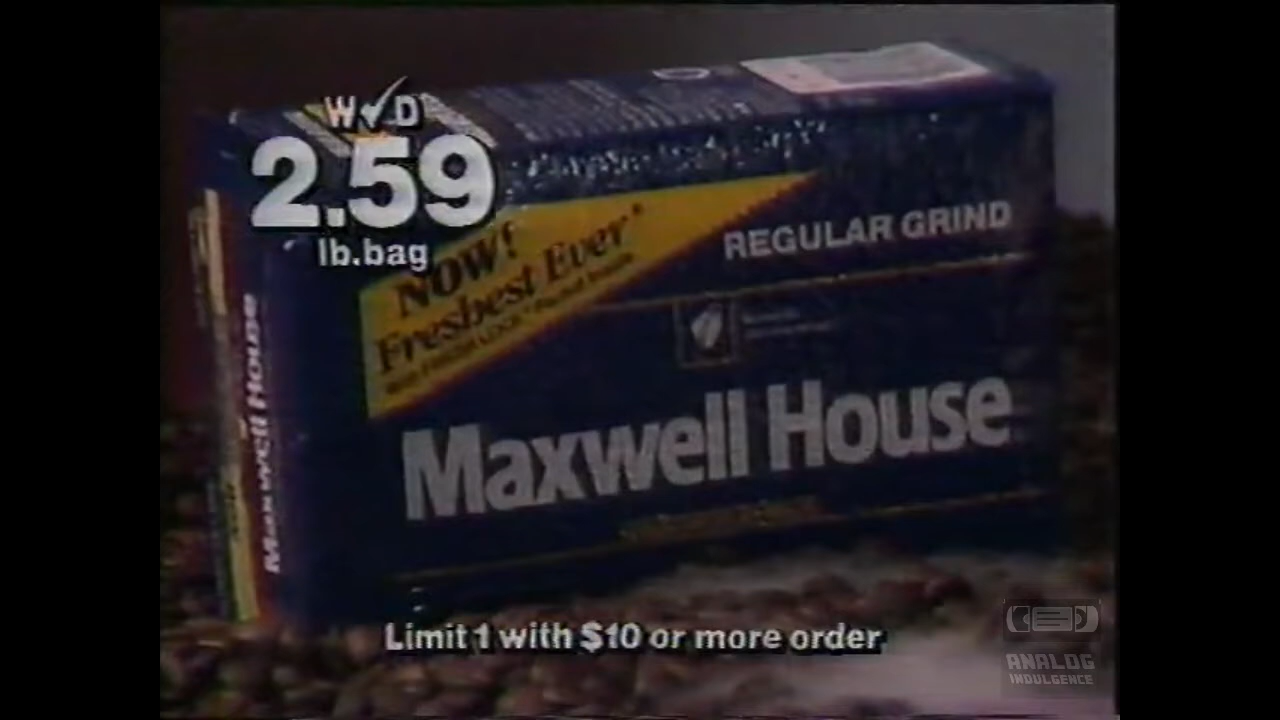 W✓D
2.59
lb.bag
NOW!
Freshest Ever*
REGULAR GRIND
Maxwell House
Maxwell House
Limit 1 with $10 or more order
ANALOG
INDULGENCE